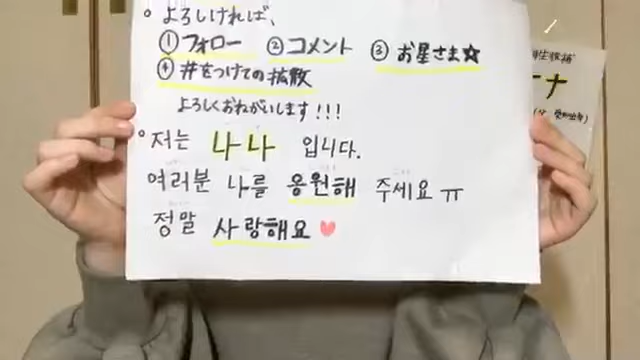 ◦ よろしければ、
① フォロー ② コメント ③ お星さま☆
④ #をつけての拡散
よろしくおねがいします!!!
◦ 저는 나나 입니다.
여러분 나를 응원해 주세요 ㅠ
정말 사랑해요 ♥